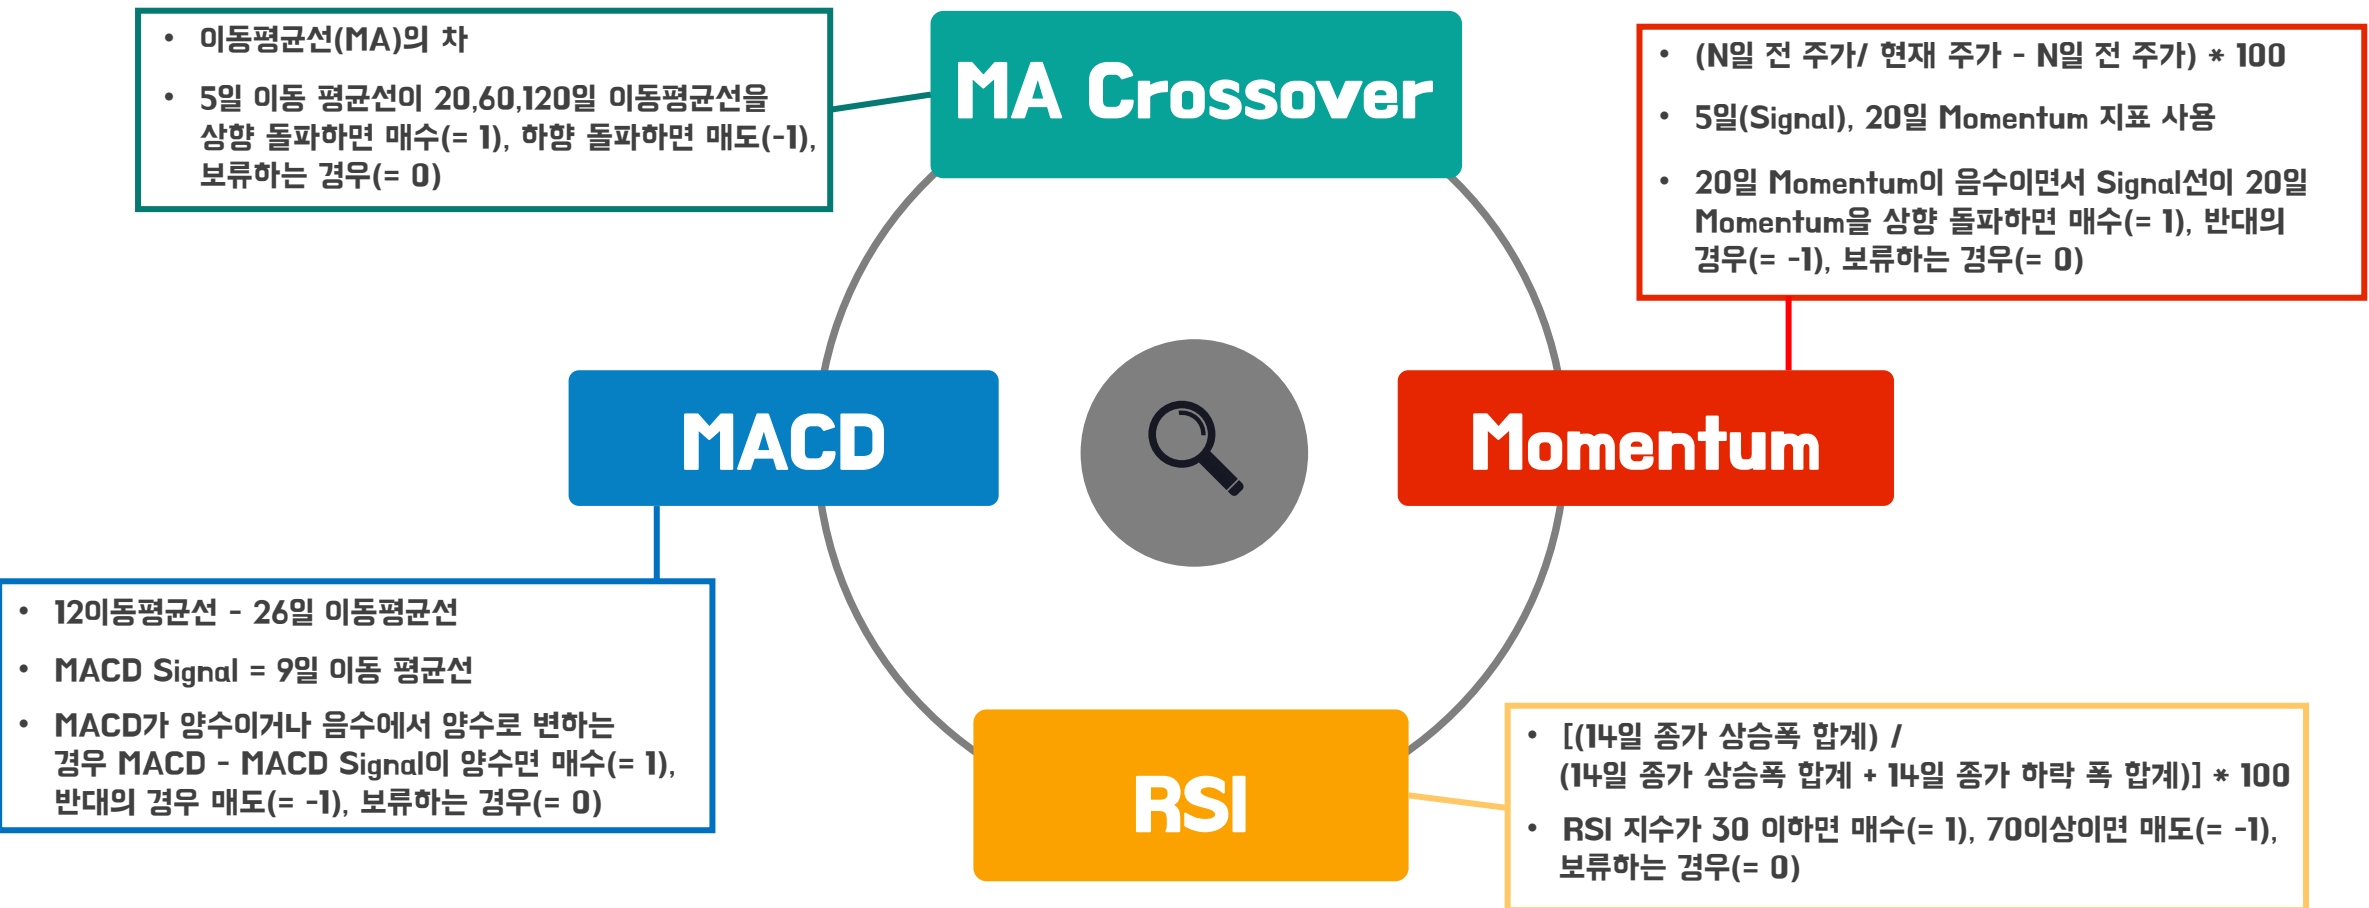 • 이동평균선(MA)의 차
• 5일 이동 평균선이 20,60,120일 이동평균선을
상향 돌파하면 매수(= 1), 하향 돌파하면 매도(-1),
보류하는 경우(= 0)
MA Crossover
• (N일 전 주가/ 현재 주가 - N일 전 주가) * 100
• 5일(Signal), 20일 Momentum 지표 사용
• 20일 Momentum이 음수이면서 Signal선이 20일
Momentum을 상향 돌파하면 매수(= 1), 반대의
경우(= -1), 보류하는 경우(= 0)
MACD
Momentum
• 12이동평균선 - 26일 이동평균선
• MACD Signal = 9일 이동 평균선
• MACD가 양수이거나 음수에서 양수로 변하는
경우 MACD - MACD Signal이 양수면 매수(= 1),
반대의 경우 매도(= -1), 보류하는 경우(= 0)
RSI
• [(14일 종가 상승폭 합계) /
(14일 종가 상승폭 합계 + 14일 종가 하락 폭 합계)] * 100
• RSI 지수가 30 이하면 매수(= 1), 70이상이면 매도(= -1),
보류하는 경우(= 0)